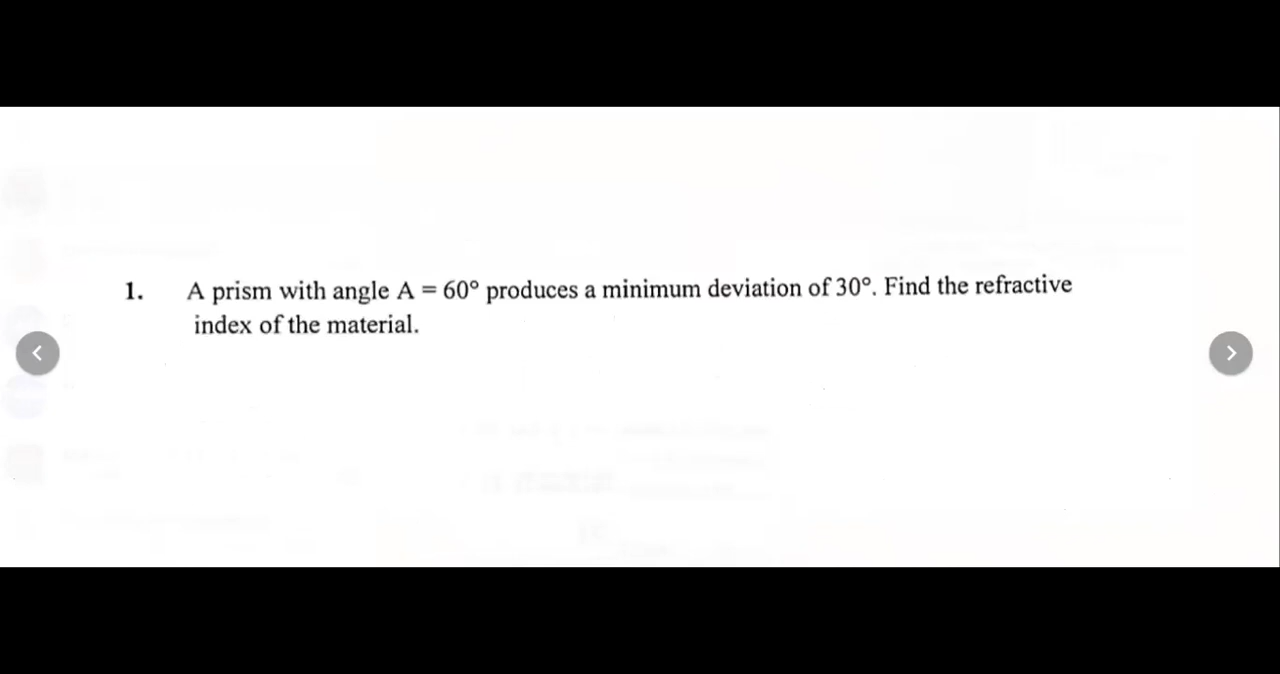 1. A prism with angle A = 60° produces a minimum deviation of 30°. Find the refractive
index of the material.